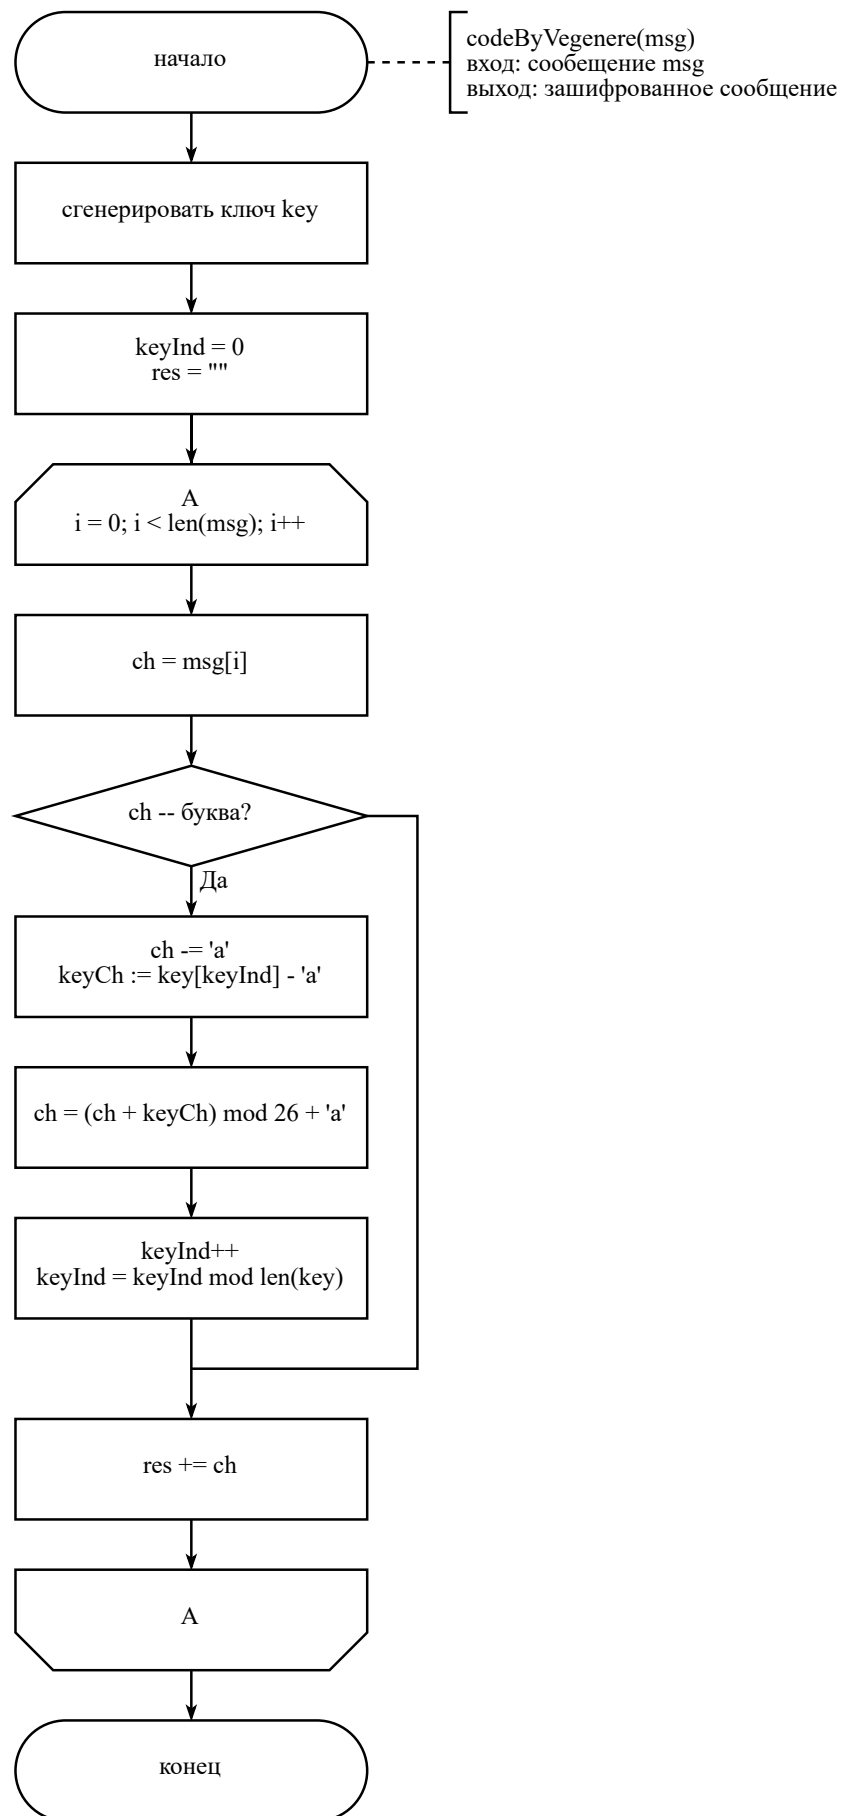 начало
codeByVegenere(msg)
вход: сообещение msg
выход: зашифрованное сообщение
сгенерировать ключ key
keyInd = 0
res = ""
A
i = 0; i < len(msg); i++
ch = msg[i]
ch -- буква?
Да
ch -= 'a'
keyCh := key[keyInd] - 'a'
ch = (ch + keyCh) mod 26 + 'a'
keyInd++
keyInd = keyInd mod len(key)
res += ch
A
конец